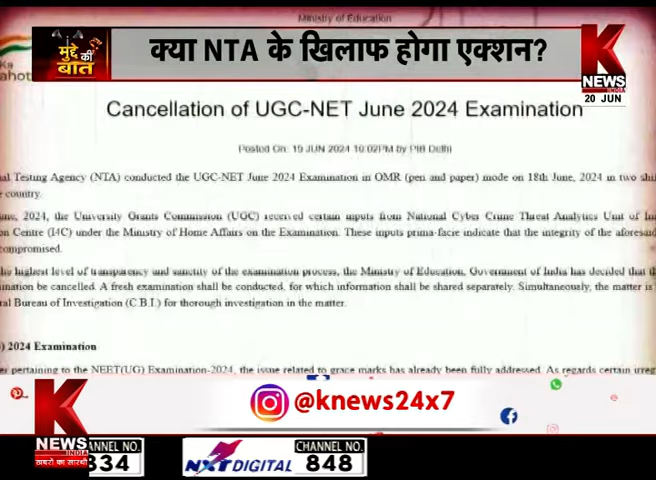 Ministry of Education
मुद्दे
की
बात
क्या NTA के खिलाफ होगा एक्शन?
K
NEWS
INDIA
20 JUN
Cancellation of UGC-NET June 2024 Examination
Posted On: 19 JUN 2024 10:02PM by PIB Delhi
al Testing Agency (NTA) conducted the UGC-NET June 2024 Examination in OMR (pen and paper) mode on 18th June, 2024 in two
country.
2024, the University Grants Commission (UGC) received certain inputs from National Cyber Crime Threat Analytics Unit of
Centre (I4C) under the Ministry of Home Affairs on the Examination. These inputs prima-facie indicate that the integrity of the
compromised.
highest level of transparency and sanctity of the examination process, the Ministry of Education, Government of India has decided that
be cancelled. A fresh examination shall be conducted, for which information shall be shared separately. Simultaneously, the matter is
al Bureau of Investigation (C.B.I) for thorough investigation in the matter.
) 2024 Examination
er pertaining to the NEET(UG) Examination-2024, the issue related to grace marks has already been fully addressed. As regards certain
@knews24x7
K
NEWS
INDIA
खबरों का सारथी
ANNEL NO.
334
NXT DIGITAL
CHANNEL NO.
848